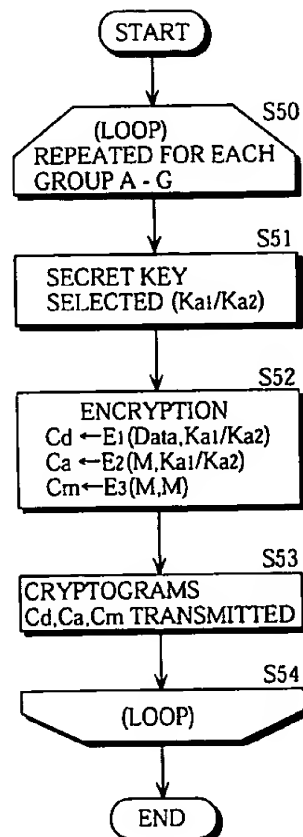 START
S50
(LOOP)
REPEATED FOR EACH
GROUP A - G
S51
SECRET KEY
SELECTED (Ka1/Ka2)
S52
ENCRYPTION
Cd ←E1(Data,Ka1/Ka2)
Ca ←E2(M,Ka1/Ka2)
Cm←E3(M,M)
S53
CRYPTOGRAMS
Cd,Ca,Cm TRANSMITTED
S54
(LOOP)
END